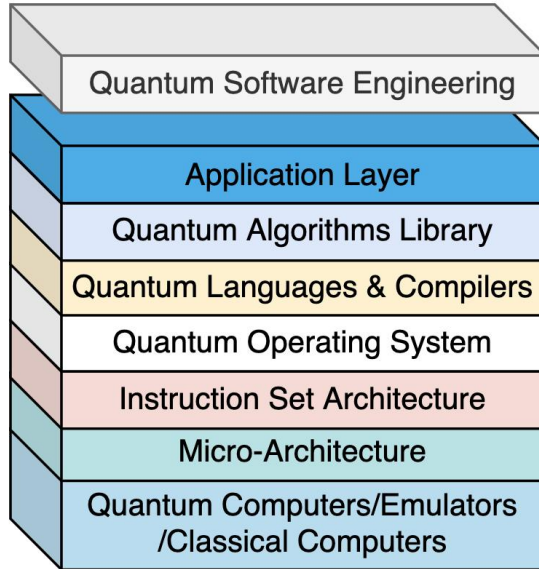 Quantum Software Engineering
Application Layer
Quantum Algorithms Library
Quantum Languages & Compilers
Quantum Operating System
Instruction Set Architecture
Micro-Architecture
Quantum Computers/Emulators
/Classical Computers